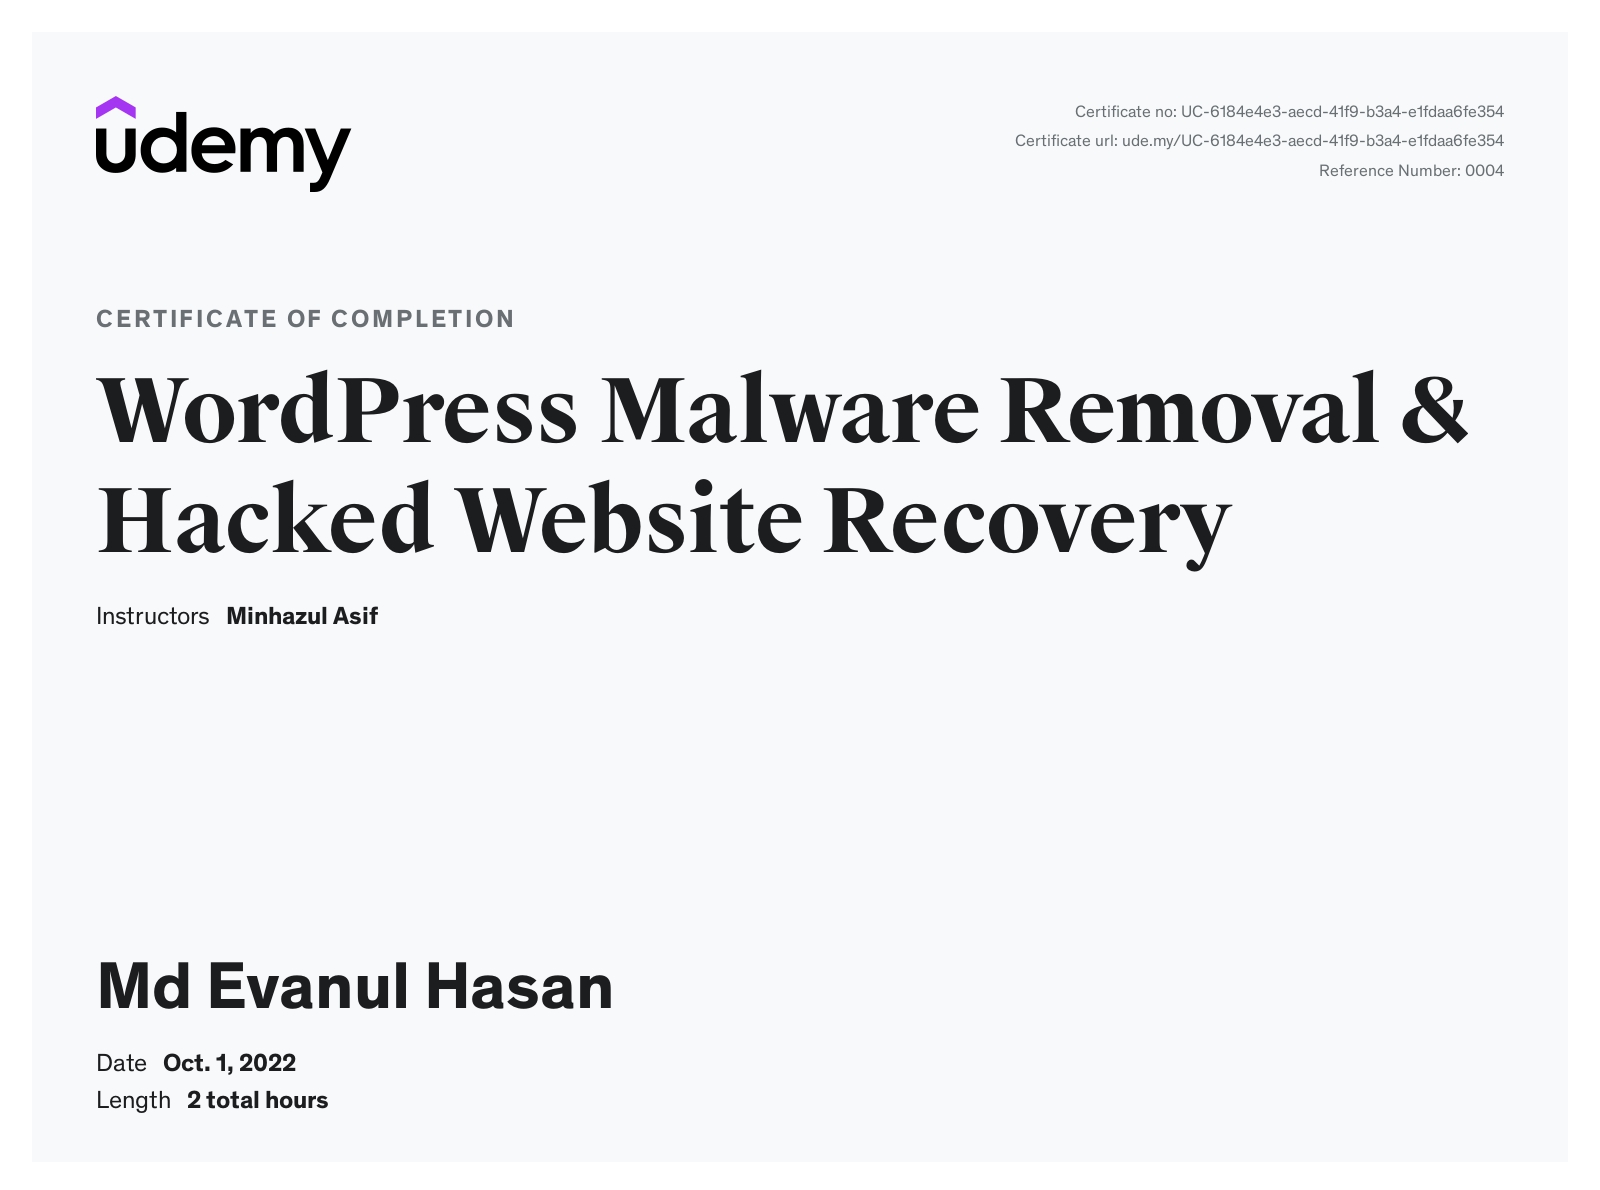 udemy
Certificate no: UC-6184e4e3-aecd-41f9-b3a4-e1fdaa6fe354
Certificate url: ude.my/UC-6184e4e3-aecd-41f9-b3a4-e1fdaa6fe354
Reference Number: 0004
CERTIFICATE OF COMPLETION
WordPress Malware Removal &
Hacked Website Recovery
Instructors Minhazul Asif
Md Evanul Hasan
Date Oct. 1, 2022
Length 2 total hours